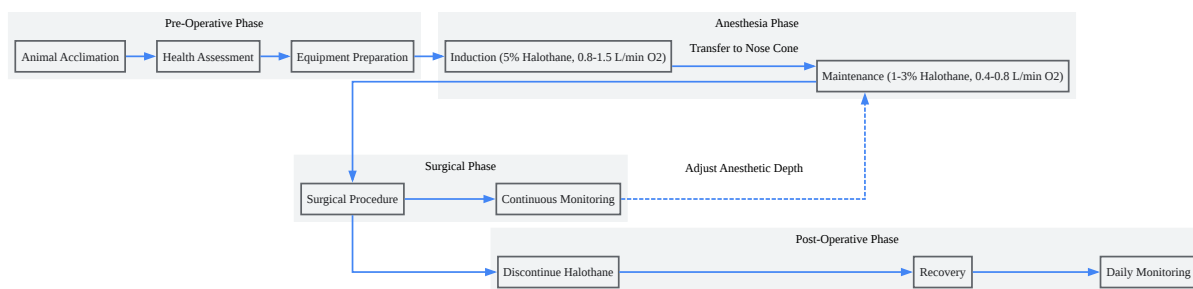 Pre-Operative Phase
Animal Acclimation
Health Assessment
Equipment Preparation
Anesthesia Phase
Induction (5% Halothane, 0.8-1.5 L/min O2)
Transfer to Nose Cone
Maintenance (1-3% Halothane, 0.4-0.8 L/min O2)
Surgical Phase
Surgical Procedure
Continuous Monitoring
Adjust Anesthetic Depth
Post-Operative Phase
Discontinue Halothane
Recovery
Daily Monitoring